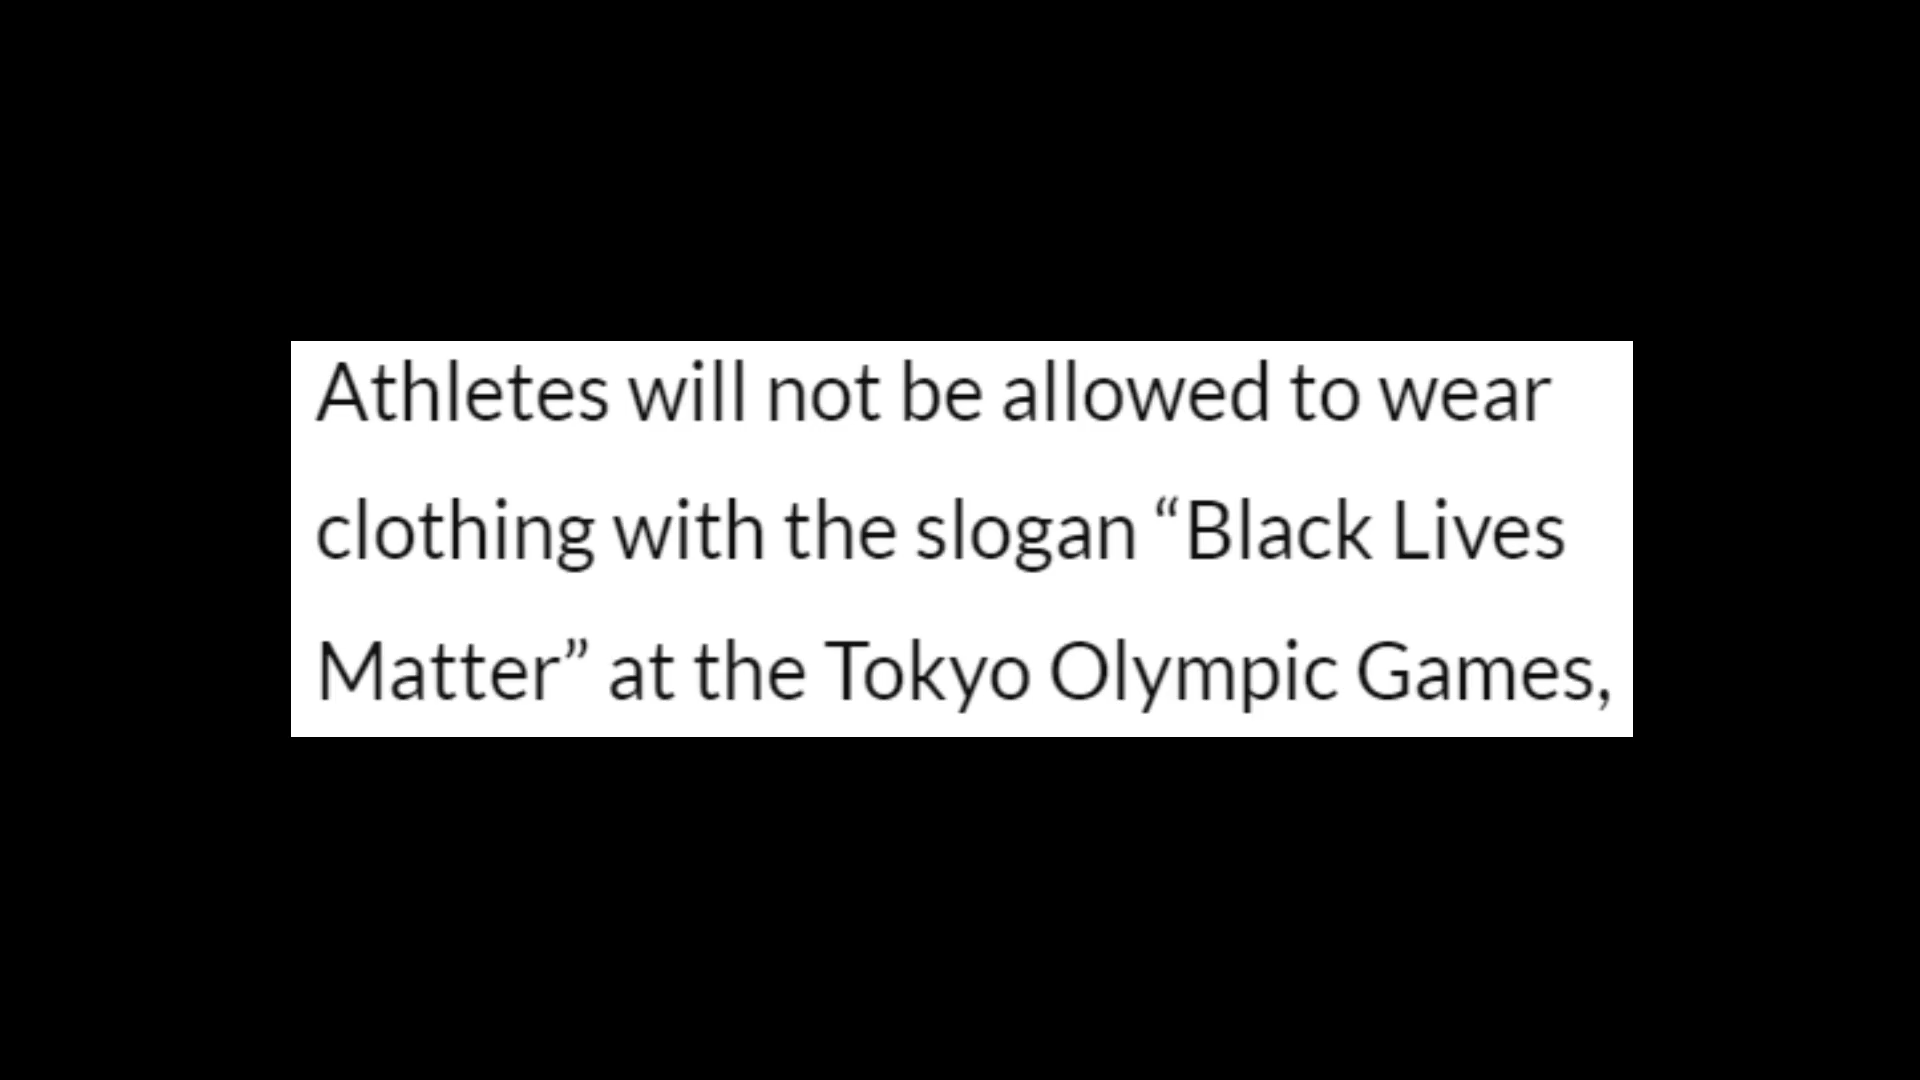 Athletes will not be allowed to wear
clothing with the slogan “Black Lives
Matter” at the Tokyo Olympic Games,